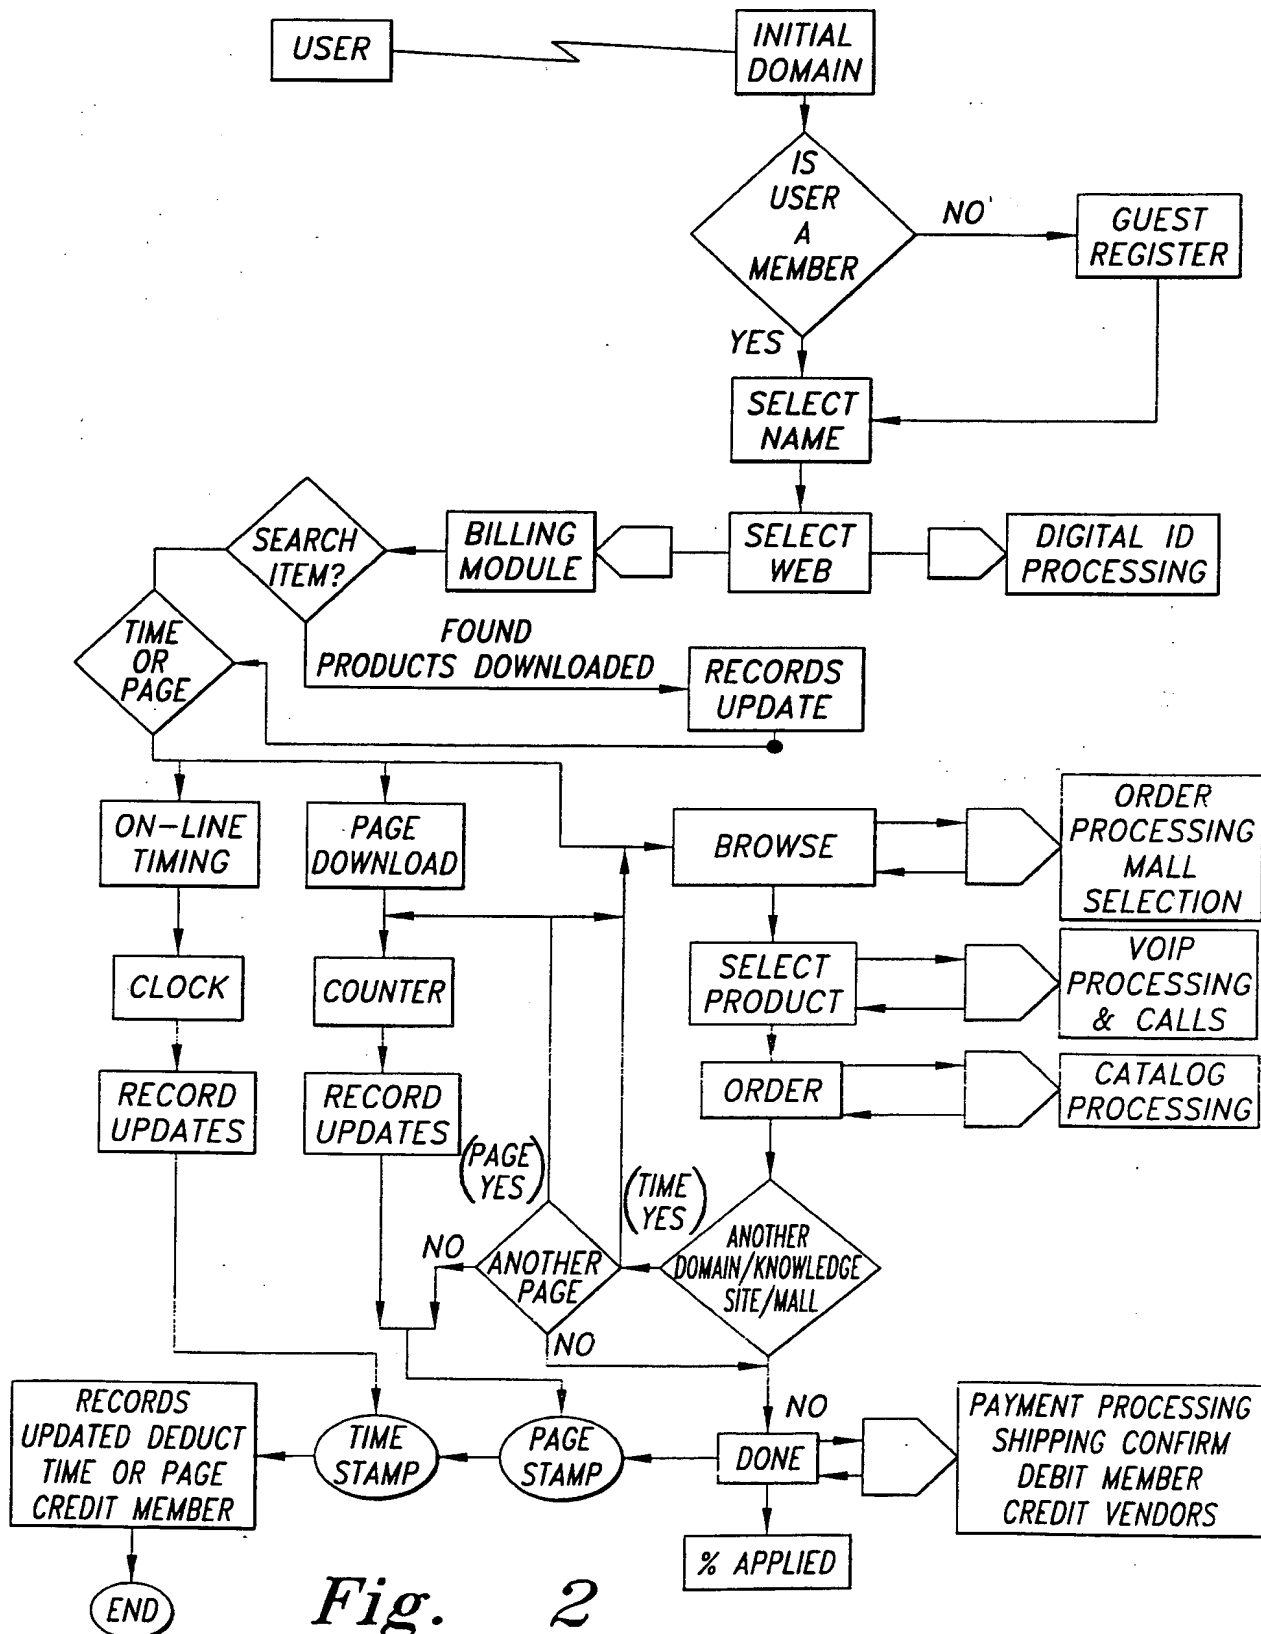 USER
INITIAL
DOMAIN
IS
USER
A
MEMBER
NO
GUEST
REGISTER
YES
SELECT
NAME
SEARCH
ITEM?
BILLING
MODULE
SELECT
WEB
DIGITAL ID
PROCESSING
TIME
OR
PAGE
FOUND
PRODUCTS DOWNLOADED
RECORDS
UPDATE
ON-LINE
TIMING
PAGE
DOWNLOAD
BROWSE
ORDER
PROCESSING
MALL
SELECTION
CLOCK
COUNTER
SELECT
PRODUCT
VOIP
PROCESSING
& CALLS
RECORD
UPDATES
RECORD
UPDATES
ORDER
CATALOG
PROCESSING
(PAGE
YES)
(TIME
YES)
NO
ANOTHER
PAGE
ANOTHER
DOMAIN/KNOWLEDGE
SITE/MALL
NO
NO
RECORDS
UPDATED DEDUCT
TIME OR PAGE
CREDIT MEMBER
TIME
STAMP
PAGE
STAMP
DONE
PAYMENT PROCESSING
SHIPPING CONFIRM
DEBIT MEMBER
CREDIT VENDORS
% APPLIED
END
Fig. 2